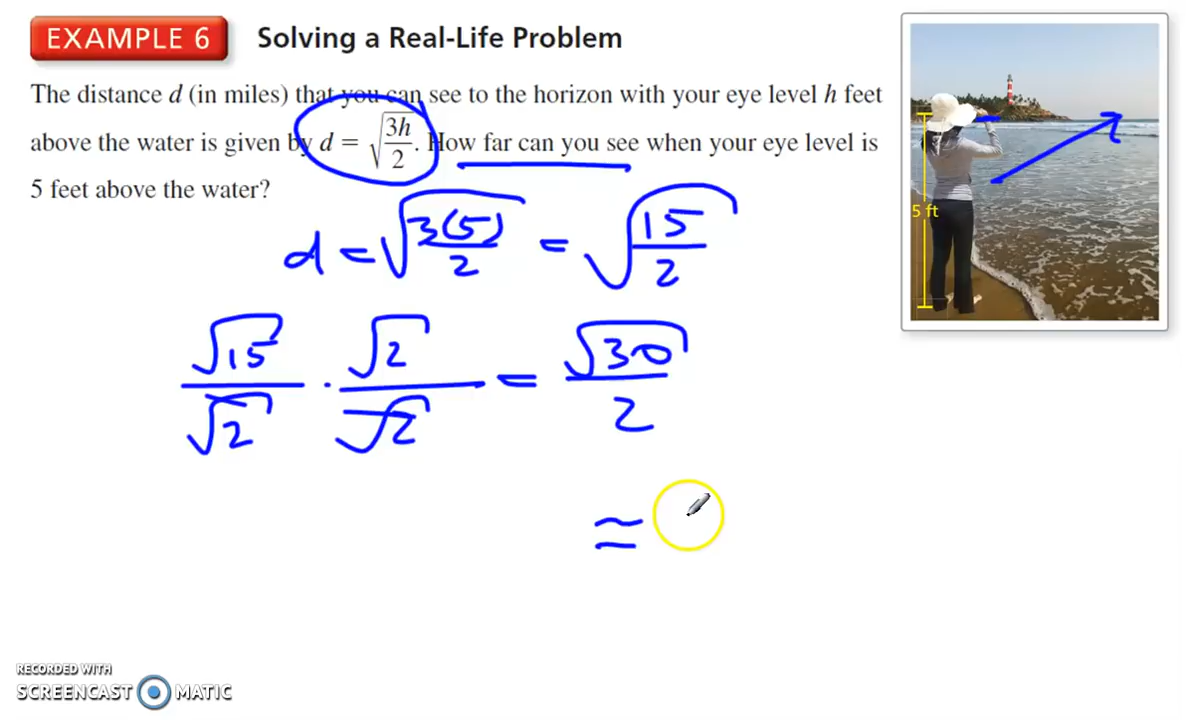 EXAMPLE 6 Solving a Real-Life Problem
The distance d (in miles) that you can see to the horizon with your eye level h feet
above the water is given by d = √(3h/2). How far can you see when your eye level is
5 feet above the water?
5 ft
d = √(3(5)/2) = √(15/2)
√15/√2 · √2/√2 = √30/2
≈
RECORDED WITH
SCREENCAST MATIC